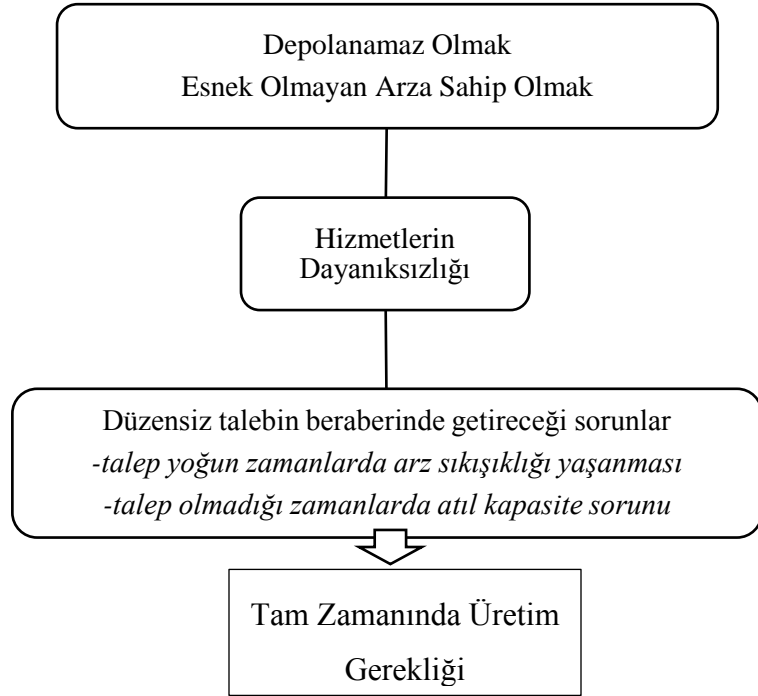 Depolanamaz Olmak
Esnek Olmayan Arza Sahip Olmak
Hizmetlerin
Dayanıksızlığı
Düzensiz talebin beraberinde getireceği sorunlar
-talep yoğun zamanlarda arz sıkışıklığı yaşanması
-talep olmadığı zamanlarda atıl kapasite sorunu
Tam Zamanında Üretim
Gerekliği